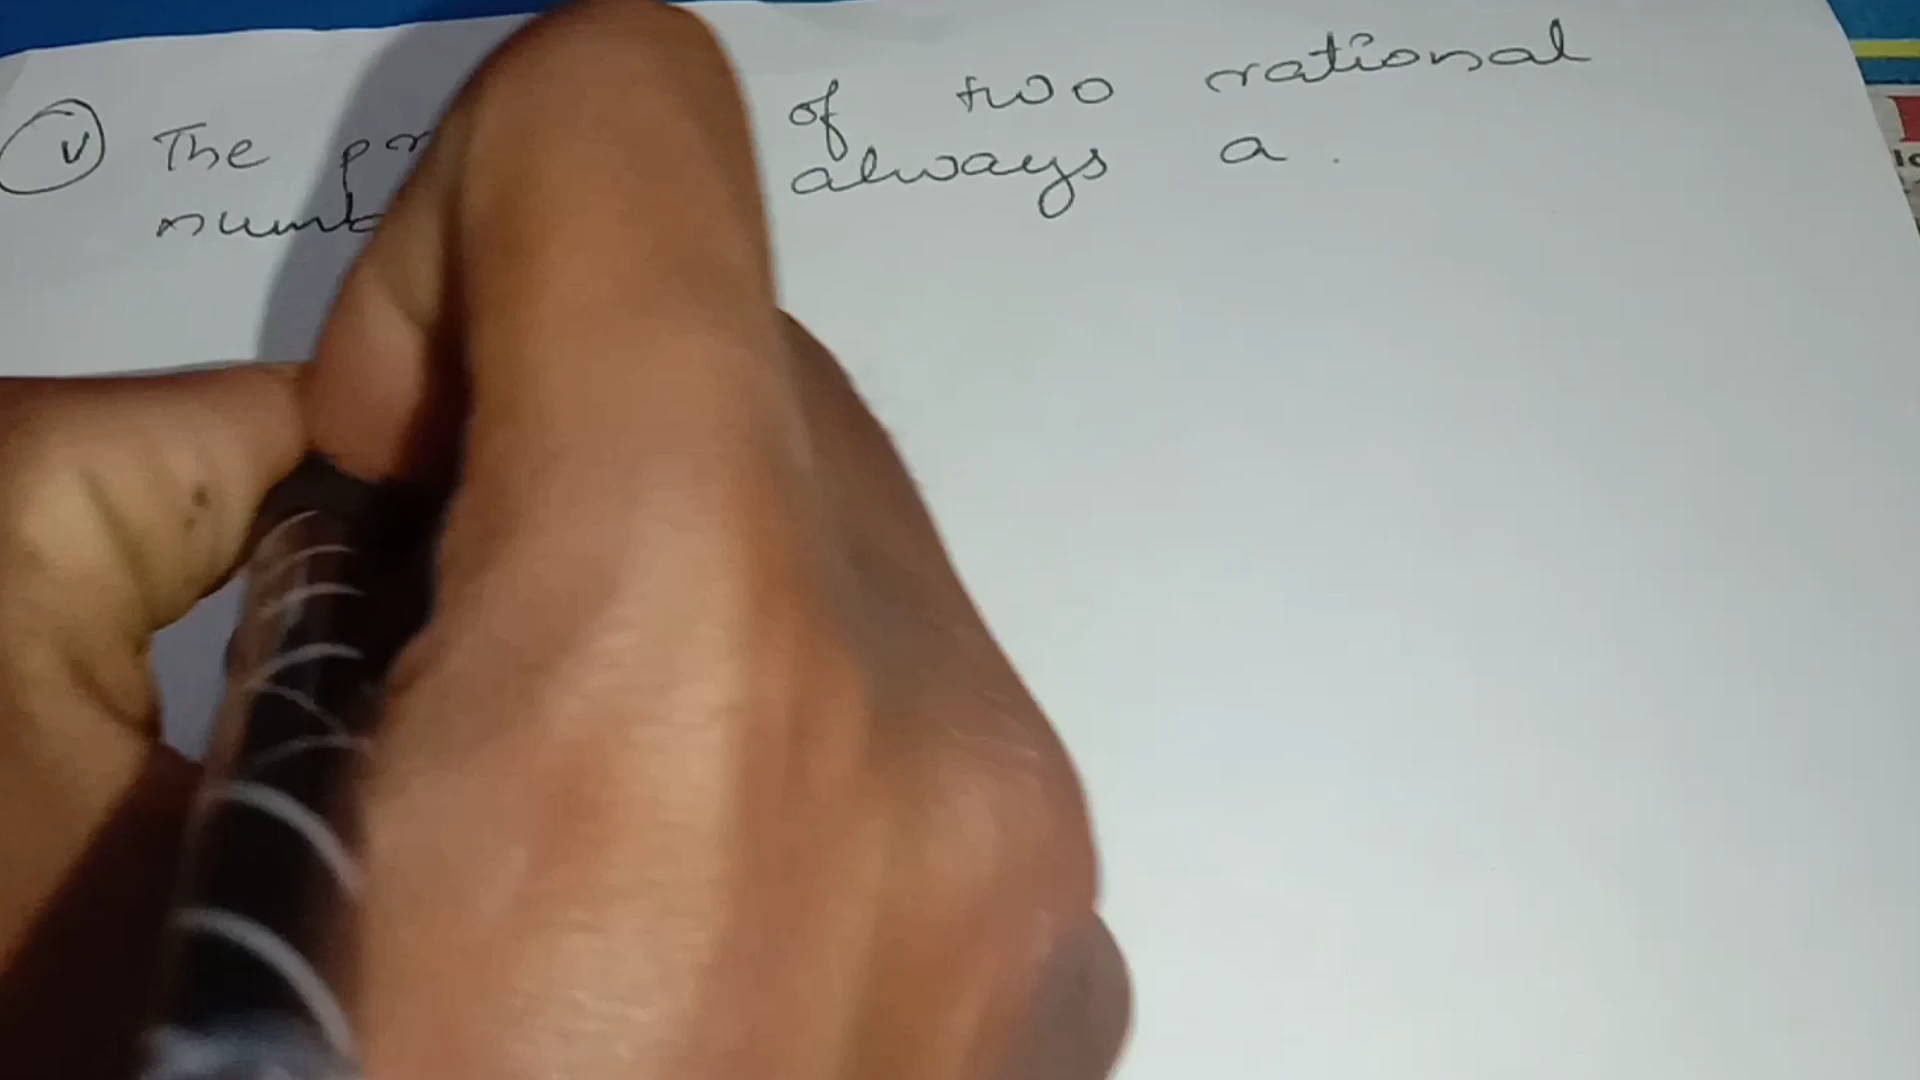 (v) The of two rational
always a .